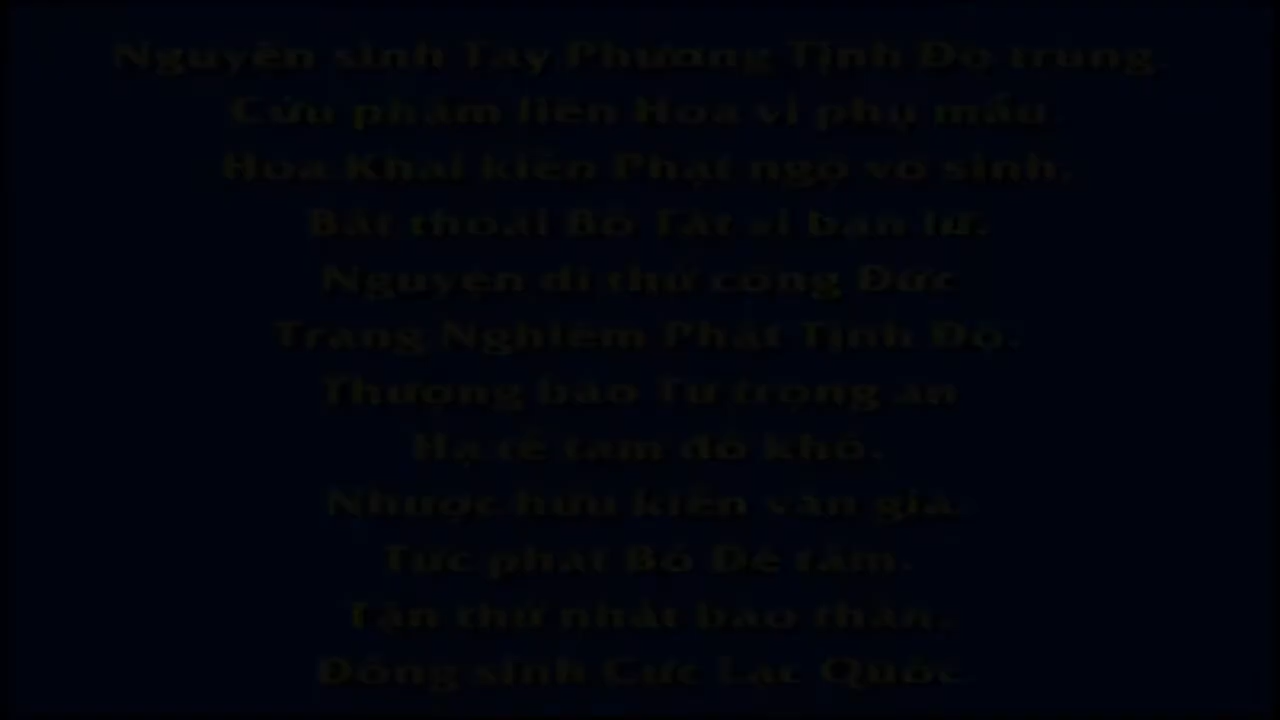 Nguyện sinh Tây Phương Tịnh Độ trung.
Cửu phẩm liên Hoa vi phụ mẫu
Hoa Khai kiến Phật ngộ vô sinh,
Bất thoái Bồ Tát vi bạn lữ.
Nguyện dĩ thử công Đức
Trang Nghiêm Phật Tịnh Độ.
Thượng báo Tứ trọng ân
Hạ tế tam đồ khổ.
Nhược hữu kiến văn giả.
Tức phát Bồ Đề tâm.
Tận thử nhất báo thân.
Đồng sinh Cực Lạc Quốc